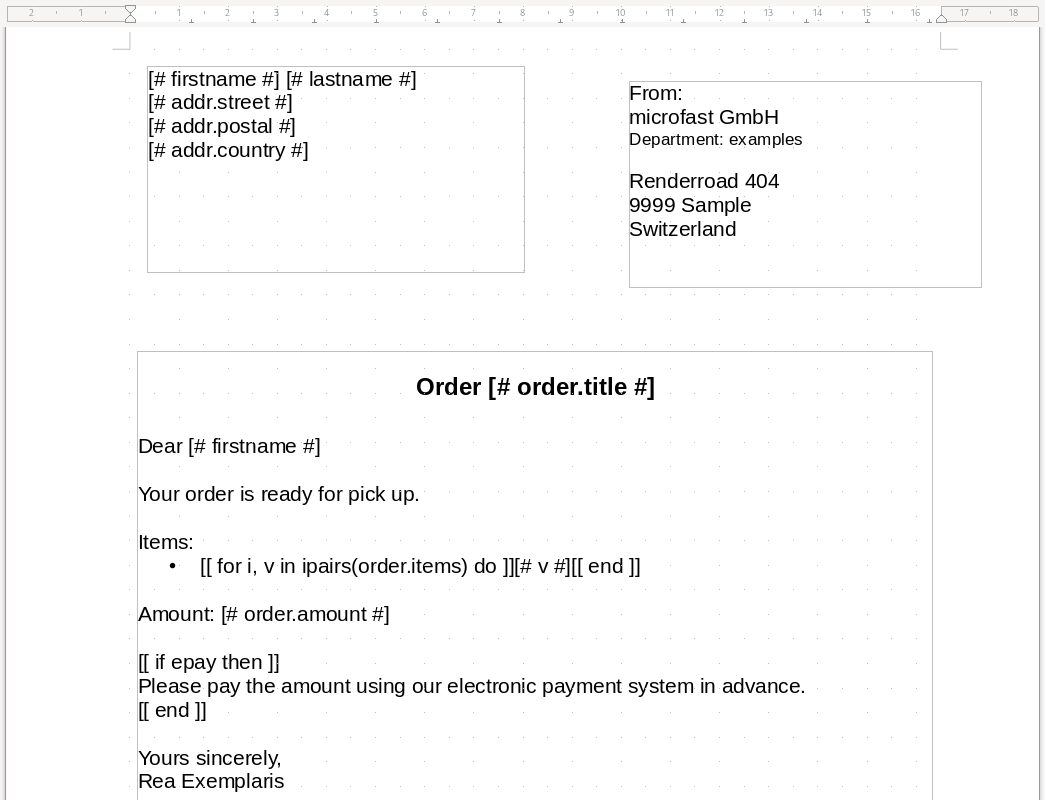 2 1 1 2 3 4 5 6 7 8 9 10 11 12 13 14 15 16 17 18
[# firstname #] [# lastname #]
[# addr.street #]
[# addr.postal #]
[# addr.country #]
From:
microfast GmbH
Department: examples
Renderroad 404
9999 Sample
Switzerland
Order [# order.title #]
Dear [# firstname #]
Your order is ready for pick up.
Items:
• [[ for i, v in ipairs(order.items) do ]][# v #][[ end ]]
Amount: [# order.amount #]
[[ if epay then ]]
Please pay the amount using our electronic payment system in advance.
[[ end ]]
Yours sincerely,
Rea Exemplaris